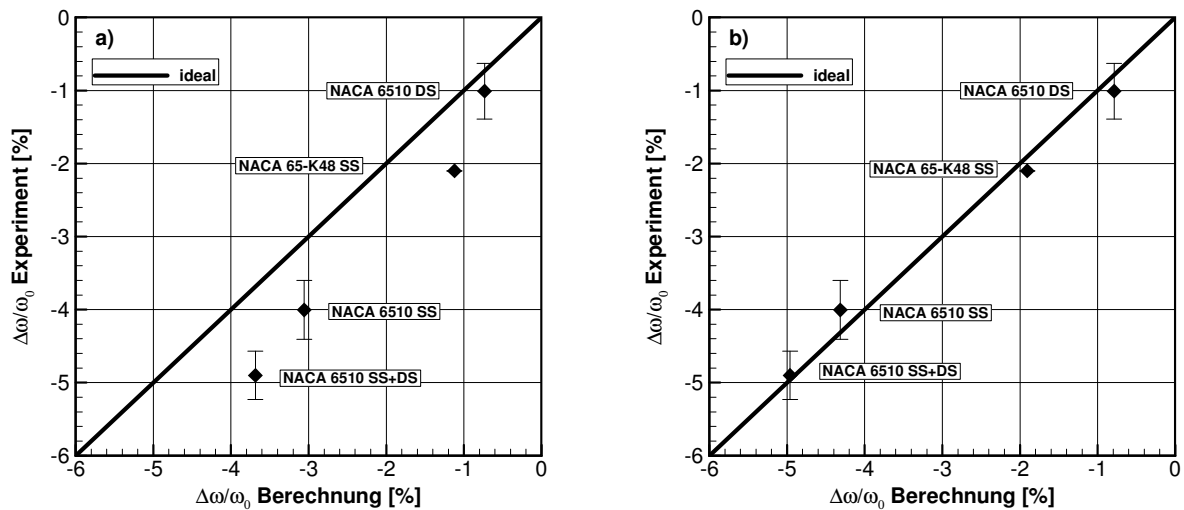 a)
ideal
NACA 6510 DS
NACA 65-K48 SS
NACA 6510 SS
NACA 6510 SS+DS
0
-1
-2
-3
-4
-5
-6
Δω/ω₀ Experiment [%]
-6 -5 -4 -3 -2 -1 0
Δω/ω₀ Berechnung [%]
b)
ideal
NACA 6510 DS
NACA 65-K48 SS
NACA 6510 SS
NACA 6510 SS+DS
0
-1
-2
-3
-4
-5
-6
Δω/ω₀ Experiment [%]
-6 -5 -4 -3 -2 -1 0
Δω/ω₀ Berechnung [%]